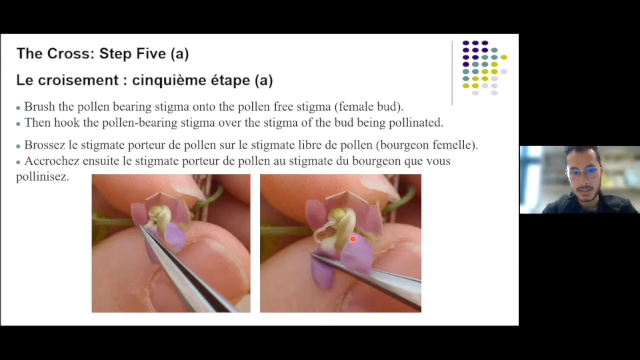 The Cross: Step Five (a)
Le croisement : cinquième étape (a)
Brush the pollen bearing stigma onto the pollen free stigma (female bud).
Then hook the pollen-bearing stigma over the stigma of the bud being pollinated.
Brossez le stigmate porteur de pollen sur le stigmate libre de pollen (bourgeon femelle).
Accrochez ensuite le stigmate porteur de pollen au stigmate du bourgeon que vous
pollinisez.